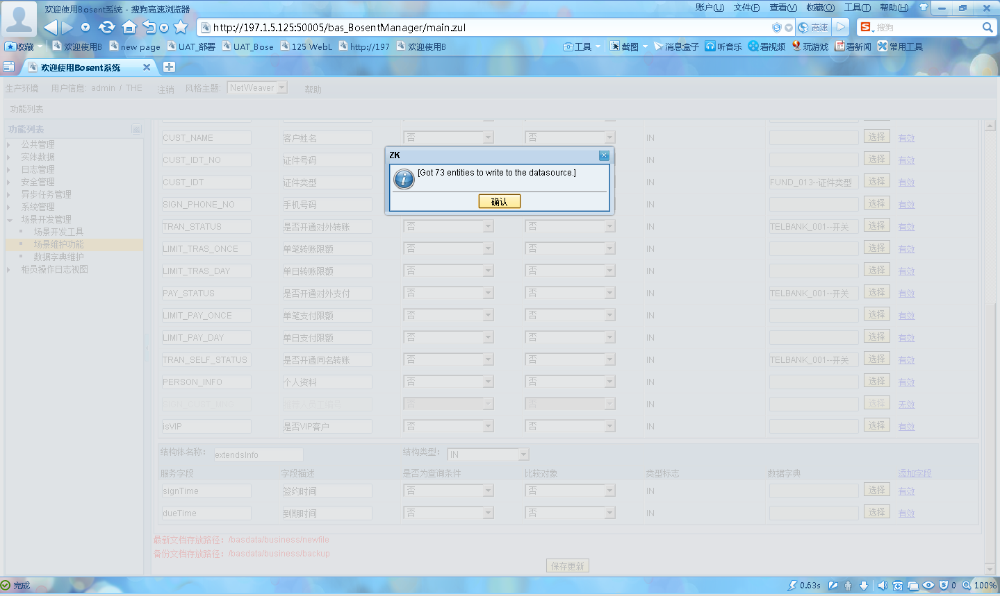 欢迎使用Bosent系统 - 搜狗高速浏览器
账户(U) 文件(F) 查看(V) 收藏(O) 工具(T) 帮助(H)
http://197.1.5.125:50005/bas_BosentManager/main.zul
高速
搜狗
收藏 欢迎使用B new page UAT_部署 UAT_Bose 125 WebL http://197 欢迎使用B
工具 截图 消息盒子 听音乐 看视频 玩游戏 看新闻 常用工具
欢迎使用Bosent系统
生产环境 用户信息: admin / THE 注销 风格主题: NetWeaver 帮助
功能列表
功能列表
公共管理
实体数据
日志管理
安全管理
异步任务管理
系统管理
场景开发管理
场景开发工具
场景维护功能
数据字典维护
柜员操作日志视图
CUST_NAME 客户姓名 否 否 IN 选择 有效
CUST_IDT_NO 证件号码 IN 选择 有效
CUST_IDT 证件类型 IN FUND_013--证件类型 选择 有效
SIGN_PHONE_NO 手机号码 IN 选择 有效
TRAN_STATUS 是否开通对外转账 否 否 IN TELBANK_001--开关 选择 有效
LIMIT_TRAS_ONCE 单笔转账限额 否 否 IN 选择 有效
LIMIT_TRAS_DAY 单日转账限额 否 否 IN 选择 有效
PAY_STATUS 是否开通对外支付 否 否 IN TELBANK_001--开关 选择 有效
LIMIT_PAY_ONCE 单笔支付限额 否 否 IN 选择 有效
LIMIT_PAY_DAY 单日支付限额 否 否 IN 选择 有效
TRAN_SELF_STATUS 是否开通同名转账 否 否 IN TELBANK_001--开关 选择 有效
PERSON_INFO 个人资料 否 否 IN 选择 有效
否 否 IN 选择 无效
isVIP 是否VIP客户 否 否 IN 选择 有效
ZK
[Got 73 entities to write to the datasource.]
确认
结构体名称: extendsInfo 结构类型: IN
服务字段 字段描述 是否为查询条件 比较对象 类型标志 数据字典 添加字段
signTime 签约时间 否 否 IN 选择 有效
dueTime 到期时间 否 否 IN 选择 有效
最新文档存放路径: /basdata/business/newfile
备份文档存放路径: /basdata/business/backup
保存更新
完成 0.63s 0 100%